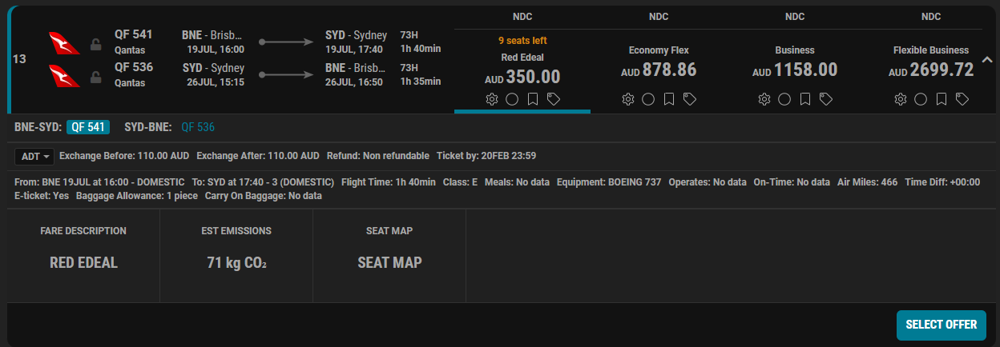 NDC NDC NDC NDC
13
QF 541 BNE - Brisb... SYD - Sydney 73H
Qantas 19JUL, 16:00 19JUL, 17:40 1h 40min
QF 536 SYD - Sydney BNE - Brisb... 73H
Qantas 26JUL, 15:15 26JUL, 16:50 1h 35min
9 seats left
Red Edeal
AUD 350.00
Economy Flex
AUD 878.86
Business
AUD 1158.00
Flexible Business
AUD 2699.72
BNE-SYD: QF 541 SYD-BNE: QF 536
ADT Exchange Before: 110.00 AUD Exchange After: 110.00 AUD Refund: Non refundable Ticket by: 20FEB 23:59
From: BNE 19JUL at 16:00 - DOMESTIC To: SYD at 17:40 - 3 (DOMESTIC) Flight Time: 1h 40min Class: E Meals: No data Equipment: BOEING 737 Operates: No data On-Time: No data Air Miles: 466 Time Diff: +00:00
E-ticket: Yes Baggage Allowance: 1 piece Carry On Baggage: No data
FARE DESCRIPTION EST EMISSIONS SEAT MAP
RED EDEAL 71 kg CO₂ SEAT MAP
SELECT OFFER